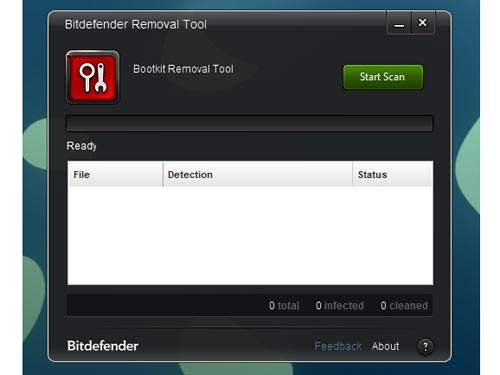 Bitdefender Removal Tool
Bootkit Removal Tool
Start Scan
Ready
File Detection Status
0 total 0 infected 0 cleaned
Bitdefender Feedback About ?